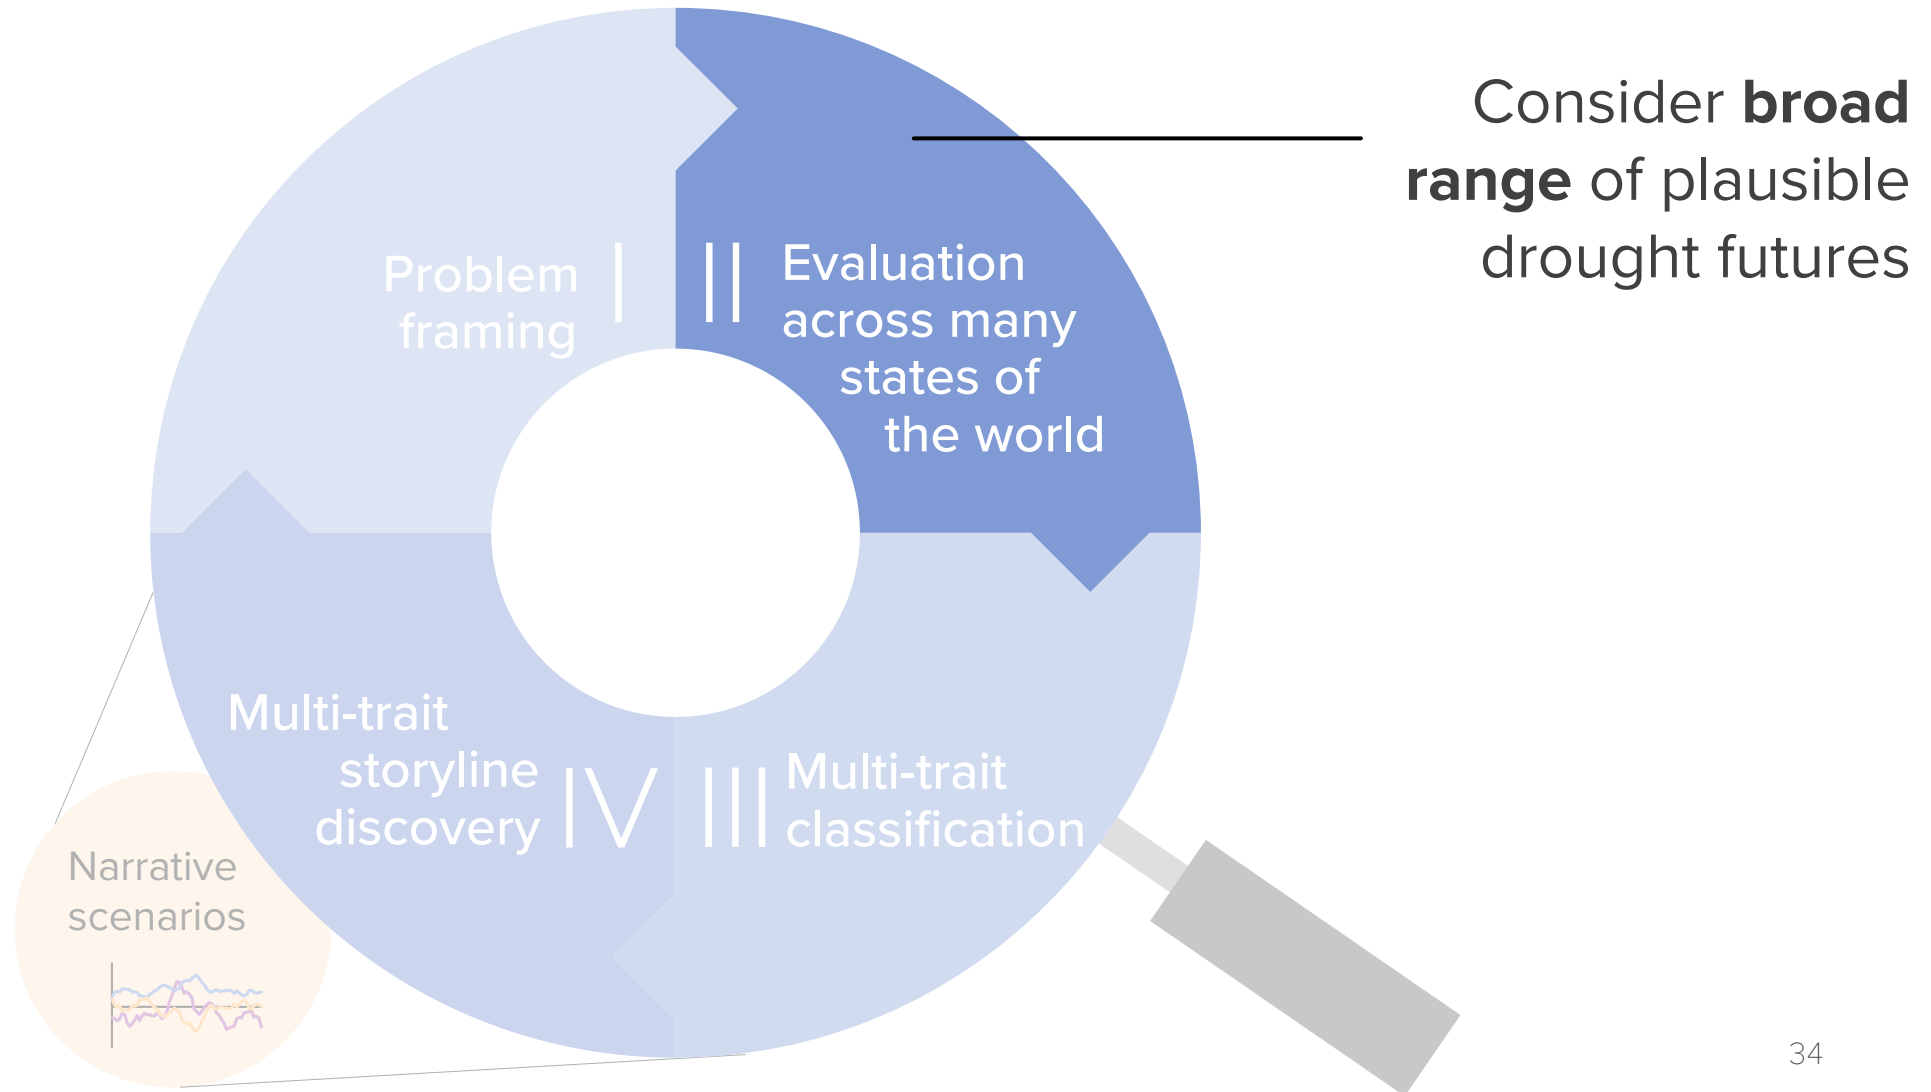 Consider broad
range of plausible
drought futures
Problem
framing
I
II
Evaluation
across many
states of
the world
Multi-trait
storyline
discovery
IV
III
Multi-trait
classification
Narrative
scenarios
34